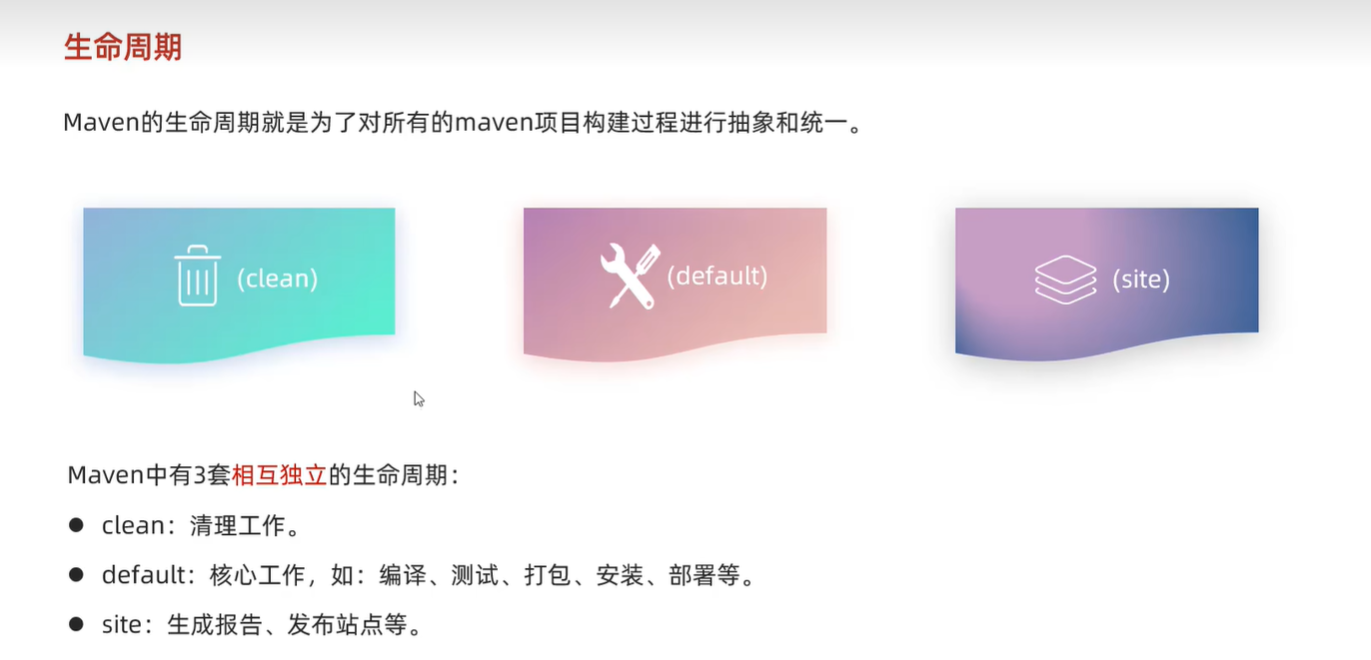 生命周期
Maven的生命周期就是为了对所有的maven项目构建过程进行抽象和统一。
(clean)
(default)
(site)
Maven中有3套相互独立的生命周期：
clean：清理工作。
default：核心工作，如：编译、测试、打包、安装、部署等。
site：生成报告、发布站点等。